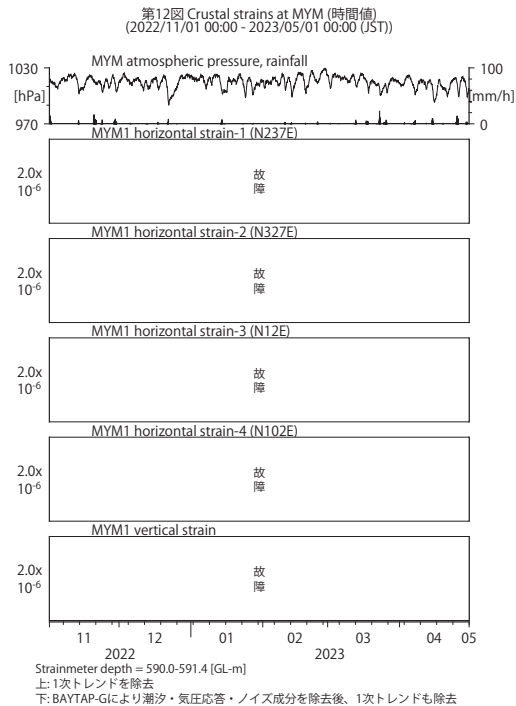 第12図 Crustal strains at MYM (時間値)
(2022/11/01 00:00 - 2023/05/01 00:00 (JST))
MYM atmospheric pressure, rainfall
1030
[hPa]
970
100
[mm/h]
0
MYM1 horizontal strain-1 (N237E)
2.0x
10-6
故
障
MYM1 horizontal strain-2 (N327E)
2.0x
10-6
故
障
MYM1 horizontal strain-3 (N12E)
2.0x
10-6
故
障
MYM1 horizontal strain-4 (N102E)
2.0x
10-6
故
障
MYM1 vertical strain
2.0x
10-6
故
障
11 12 01 02 03 04 05
2022 2023
Strainmeter depth = 590.0-591.4 [GL-m]
上: 1次トレンドを除去
下: BAYTAP-Gにより潮汐・気圧応答・ノイズ成分を除去後、1次トレンドも除去